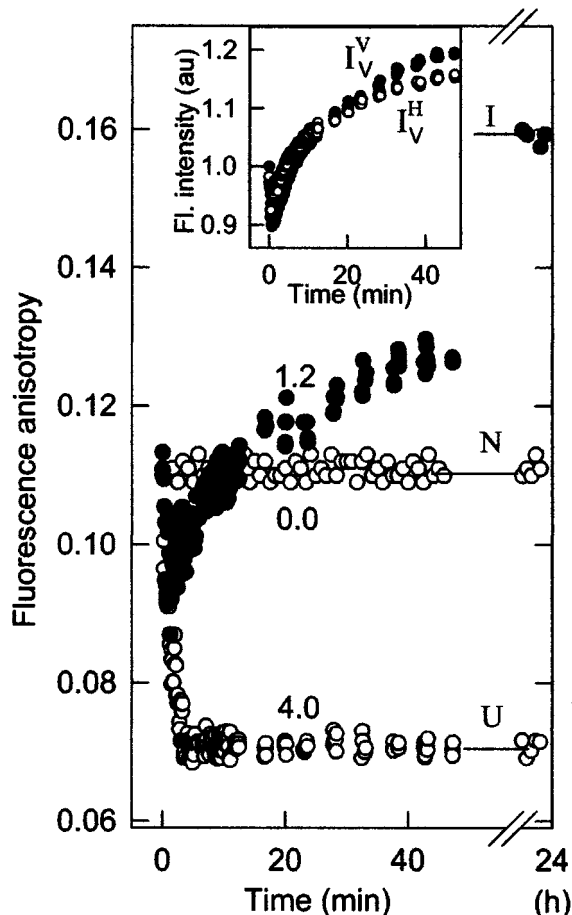 1.2
1.1
1.0
0.9
Fl. intensity (au)
I_V^V
I_V^H
0 20 40
Time (min)
0.16
0.14
0.12
0.10
0.08
0.06
Fluorescence anisotropy
I
1.2
N
0.0
4.0
U
0 20 40 24
Time (min) (h)